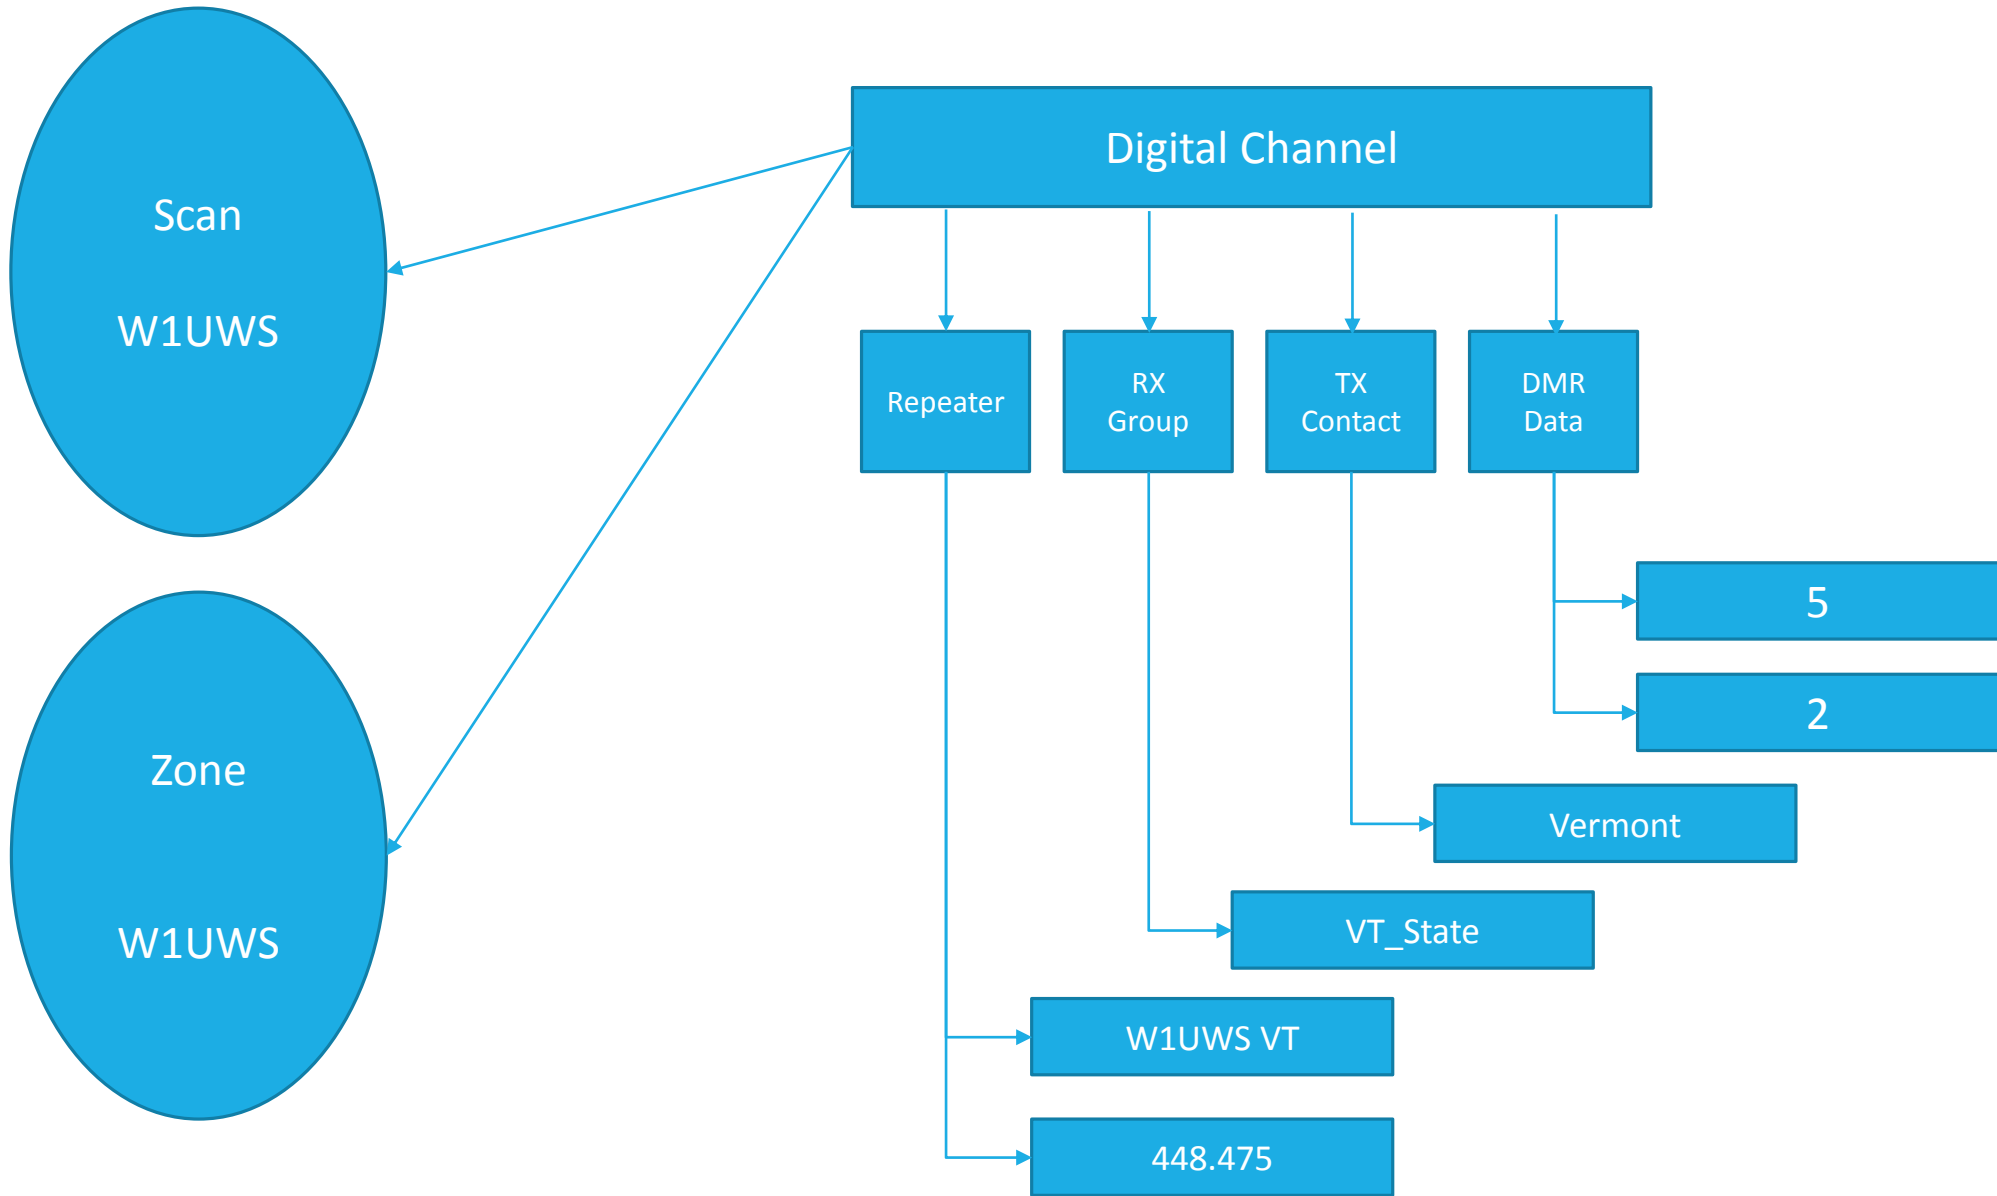 Scan
W1UWS
Digital Channel
Repeater
RX
Group
TX
Contact
DMR
Data
5
2
Zone
W1UWS
Vermont
VT_State
W1UWS VT
448.475